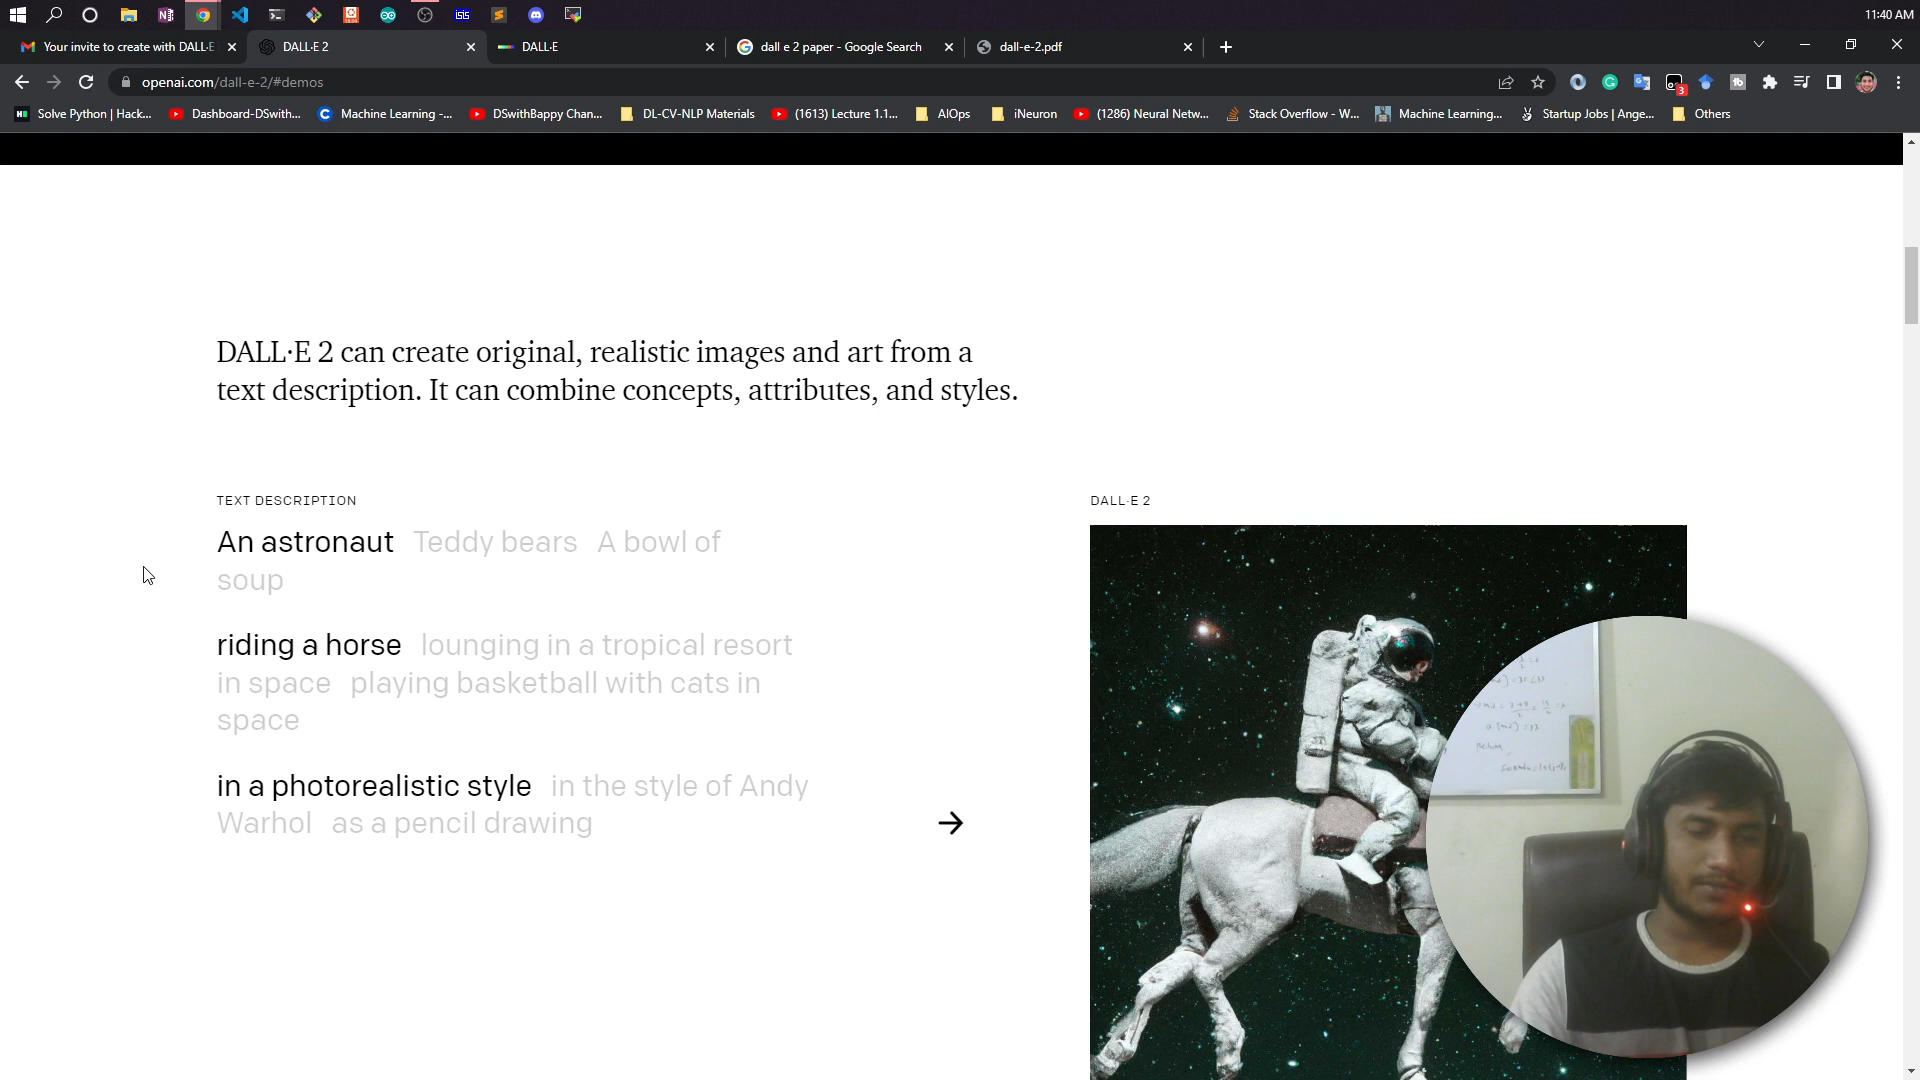 11:40 AM
Your invite to create with DALL·E
DALL·E 2
DALL·E
dall e 2 paper - Google Search
dall-e-2.pdf
openai.com/dall-e-2/#demos
3
Solve Python | Hack...
Dashboard-DSwith...
Machine Learning -...
DSwithBappy Chan...
DL-CV-NLP Materials
(1613) Lecture 1.1...
AIOps
iNeuron
(1286) Neural Netw...
Stack Overflow - W...
Machine Learning...
Startup Jobs | Ange...
Others
DALL·E 2 can create original, realistic images and art from a
text description. It can combine concepts, attributes, and styles.
TEXT DESCRIPTION
An astronaut Teddy bears A bowl of
soup
riding a horse lounging in a tropical resort
in space playing basketball with cats in
space
in a photorealistic style in the style of Andy
Warhol as a pencil drawing
DALL·E 2